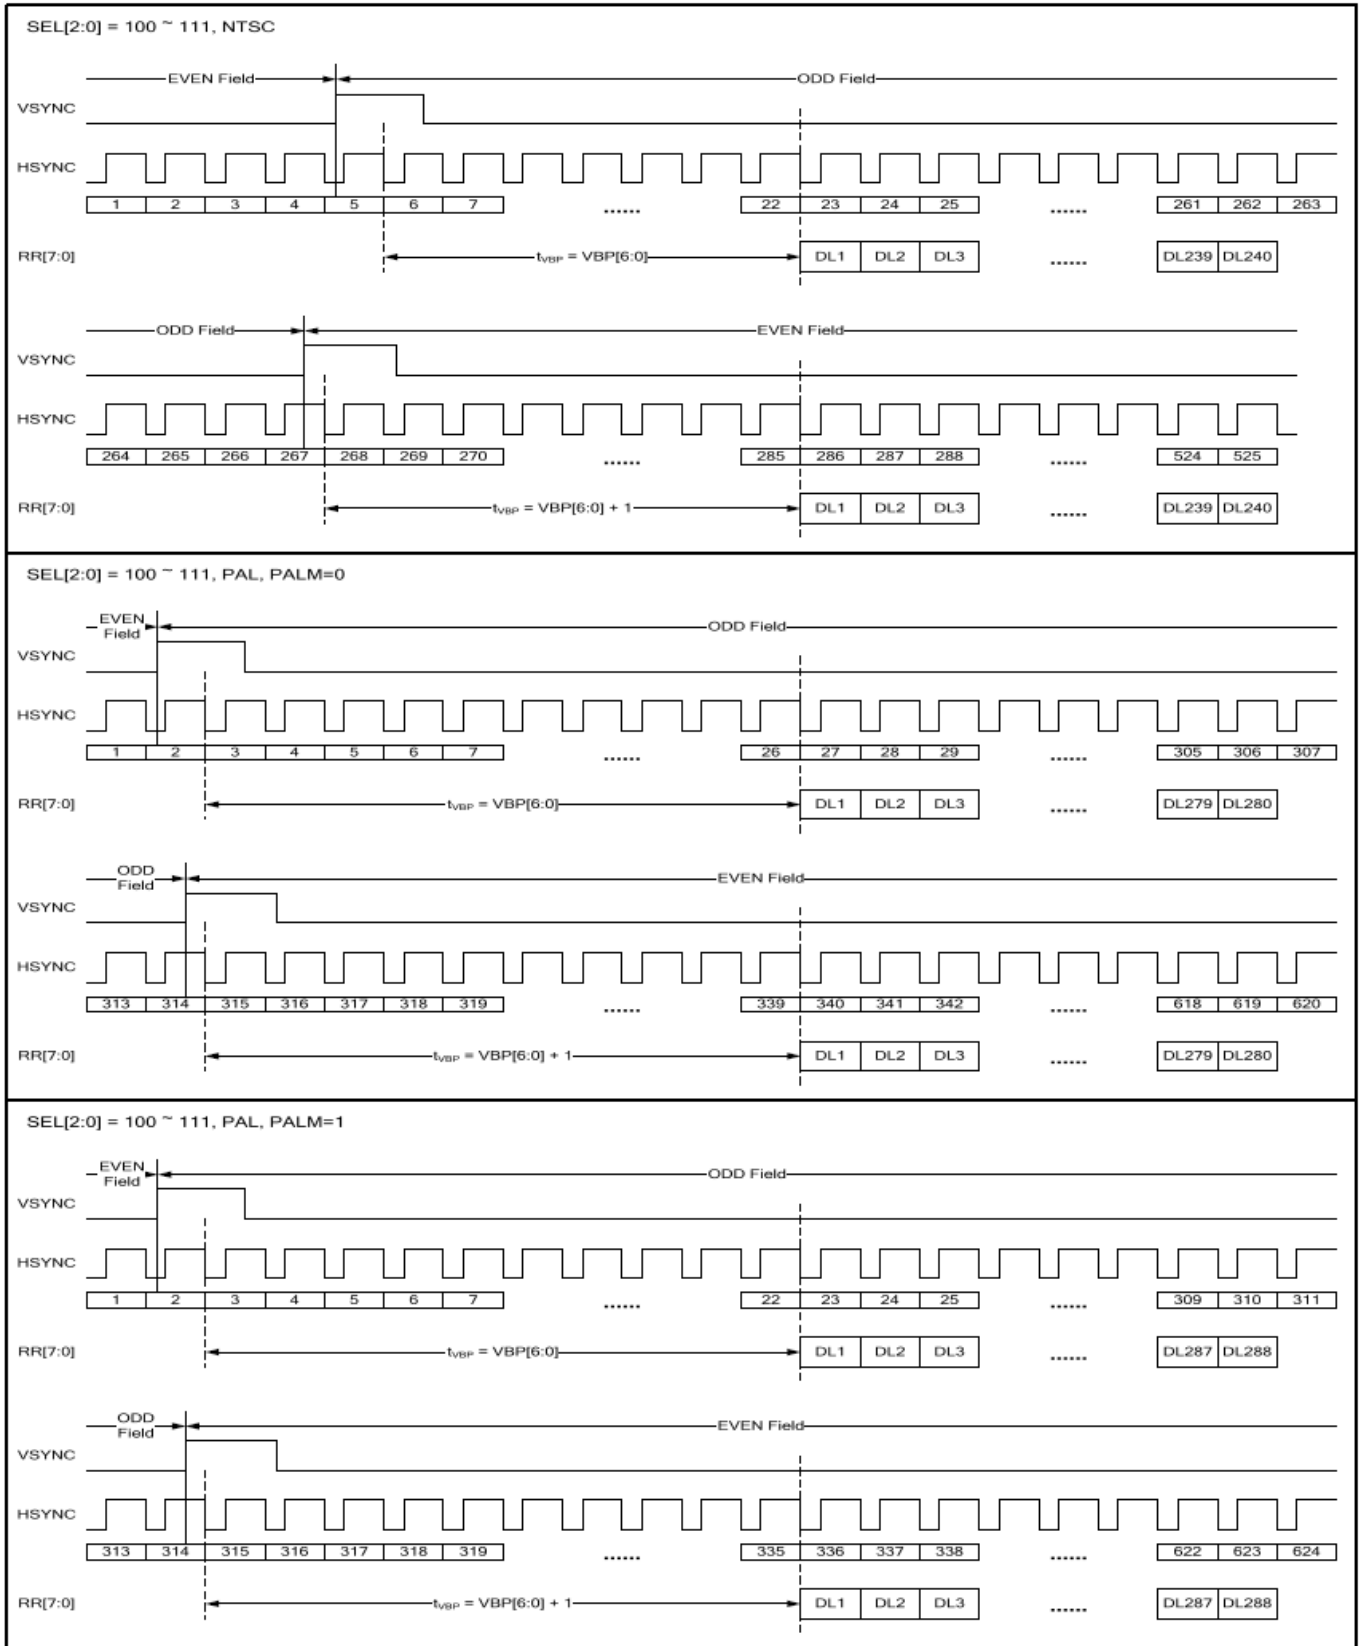 SEL[2:0] = 100 ~ 111, NTSC
EVEN Field ODD Field
VSYNC
HSYNC
1 2 3 4 5 6 7 ...... 22 23 24 25 ...... 261 262 263
RR[7:0] tVBP = VBP[6:0] DL1 DL2 DL3 ...... DL239 DL240
ODD Field EVEN Field
VSYNC
HSYNC
264 265 266 267 268 269 270 ...... 285 286 287 288 ...... 524 525
RR[7:0] tVBP = VBP[6:0] + 1 DL1 DL2 DL3 ...... DL239 DL240
SEL[2:0] = 100 ~ 111, PAL, PALM=0
EVEN Field ODD Field
VSYNC
HSYNC
1 2 3 4 5 6 7 ...... 26 27 28 29 ...... 305 306 307
RR[7:0] tVBP = VBP[6:0] DL1 DL2 DL3 ...... DL279 DL280
ODD Field EVEN Field
VSYNC
HSYNC
313 314 315 316 317 318 319 ...... 339 340 341 342 ...... 618 619 620
RR[7:0] tVBP = VBP[6:0] + 1 DL1 DL2 DL3 ...... DL279 DL280
SEL[2:0] = 100 ~ 111, PAL, PALM=1
EVEN Field ODD Field
VSYNC
HSYNC
1 2 3 4 5 6 7 ...... 22 23 24 25 ...... 309 310 311
RR[7:0] tVBP = VBP[6:0] DL1 DL2 DL3 ...... DL287 DL288
ODD Field EVEN Field
VSYNC
HSYNC
313 314 315 316 317 318 319 ...... 335 336 337 338 ...... 622 623 624
RR[7:0] tVBP = VBP[6:0] + 1 DL1 DL2 DL3 ...... DL287 DL288